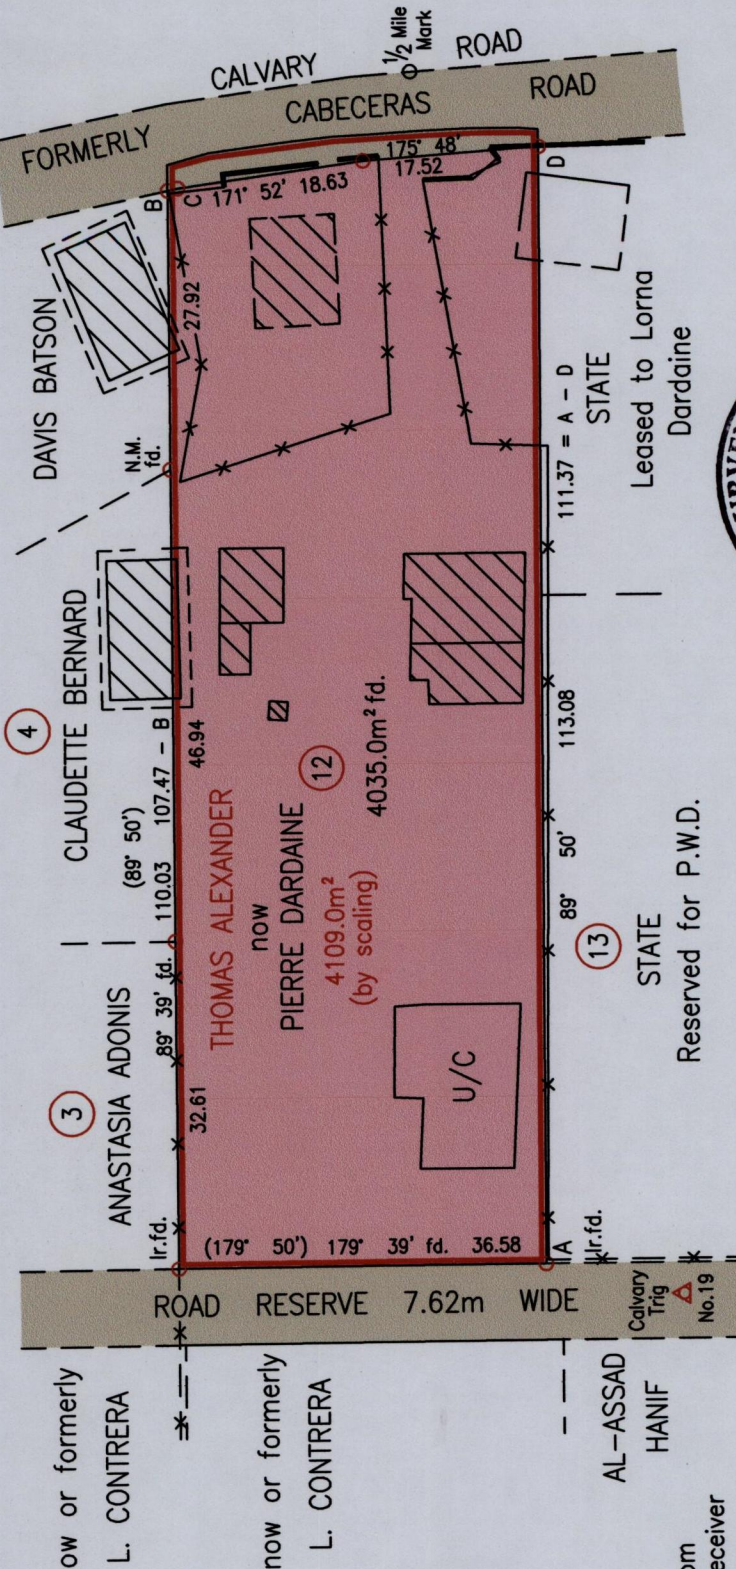 CALVARY ROAD
1/2 Mile
Mark
FORMERLY CABECERAS ROAD
B
C
171° 52' 18.63
175° 48'
17.52
D
DAVIS BATSON
27.92
N.M.
fd.
111.37 = A - D
STATE
Leased to Lorna
Dardaine
4
CLAUDETTE BERNARD
(89° 50')
110.03 107.47 - B
46.94
THOMAS ALEXANDER
now
PIERRE DARDAINE
12
4109.0m²
(by scaling)
4035.0m² fd.
89° 50' 113.08
13
STATE
Reserved for P.W.D.
3
ANASTASIA ADONIS
89° 39' fd.
32.61
U/C
Ir.fd.
(179° 50') 179° 39' fd. 36.58
A
Ir.fd.
ROAD RESERVE 7.62m WIDE
Calvary
Trig
No.19
ow or formerly
L. CONTRERA
now or formerly
L. CONTRERA
AL-ASSAD
HANIF
om
eceiver